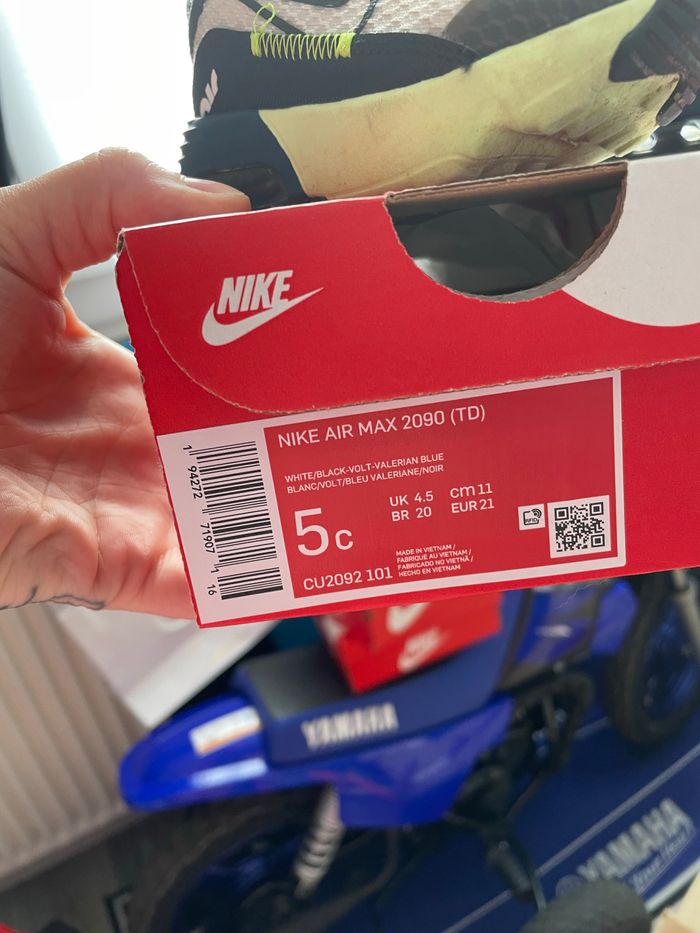 NIKE
NIKE AIR MAX 2090 (TD)
WHITE/BLACK-VOLT-VALERIAN BLUE
BLANC/VOLT/BLEU VALERIANE/NOIR
5C
UK 4.5 cm 11
BR 20 EUR 21
RFID
MADE IN VIETNAM /
FABRIQUÉ AU VIETNAM /
FABRICADO NO VIETNÃ /
HECHO EN VIETNAM
CU2092 101
1 94272 71907 1 16
YAMAHA
YAMAHA